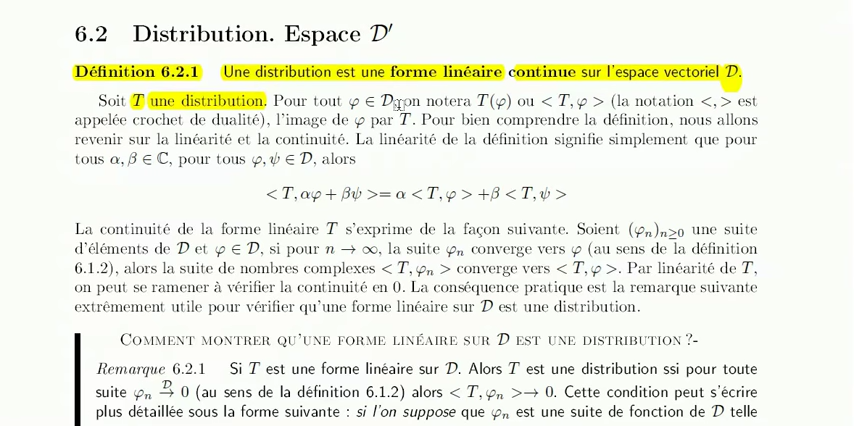 6.2 Distribution. Espace 𝒟′
Définition 6.2.1 Une distribution est une forme linéaire continue sur l'espace vectoriel 𝒟.
Soit T une distribution. Pour tout φ ∈ 𝒟, on notera T(φ) ou < T, φ > (la notation <, > est
appelée crochet de dualité), l'image de φ par T. Pour bien comprendre la définition, nous allons
revenir sur la linéarité et la continuité. La linéarité de la définition signifie simplement que pour
tous α, β ∈ ℂ, pour tous φ, ψ ∈ 𝒟, alors
< T, αφ + βψ >= α < T, φ > +β < T, ψ >
La continuité de la forme linéaire T s'exprime de la façon suivante. Soient (φₙ)ₙ≥₀ une suite
d'éléments de 𝒟 et φ ∈ 𝒟, si pour n → ∞, la suite φₙ converge vers φ (au sens de la définition
6.1.2), alors la suite de nombres complexes < T, φₙ > converge vers < T, φ >. Par linéarité de T,
on peut se ramener à vérifier la continuité en 0. La conséquence pratique est la remarque suivante
extrêmement utile pour vérifier qu'une forme linéaire sur 𝒟 est une distribution.
COMMENT MONTRER QU'UNE FORME LINÉAIRE SUR 𝒟 EST UNE DISTRIBUTION ?-
Remarque 6.2.1 Si T est une forme linéaire sur 𝒟. Alors T est une distribution ssi pour toute
suite φₙ →^𝒟 0 (au sens de la définition 6.1.2) alors < T, φₙ >→ 0. Cette condition peut s'écrire
plus détaillée sous la forme suivante : si l'on suppose que φₙ est une suite de fonction de 𝒟 telle